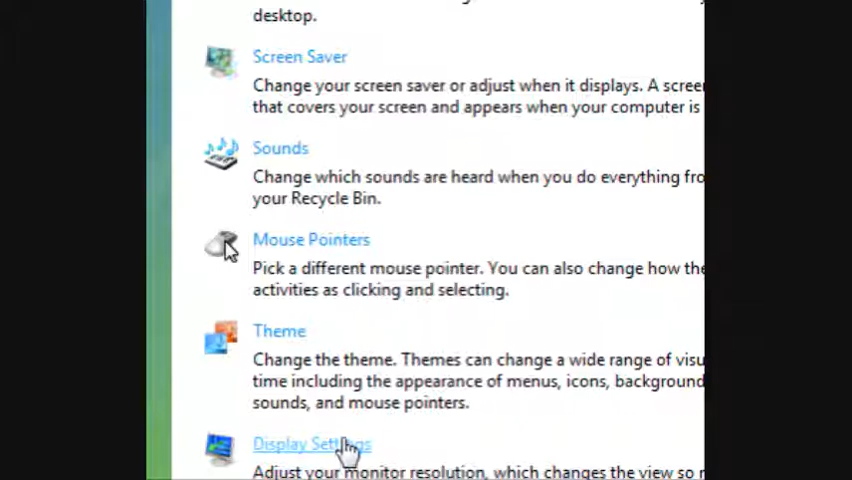 desktop.
Screen Saver
Change your screen saver or adjust when it displays. A screen
that covers your screen and appears when your computer is
Sounds
Change which sounds are heard when you do everything
your Recycle Bin.
Mouse Pointers
Pick a different mouse pointer. You can also change how the
activities as clicking and selecting.
Theme
Change the theme. Themes can change a wide range of
time including the appearance of menus, icons, background
sounds, and mouse pointers.
Display Settings
Adjust your monitor resolution, which changes the view so